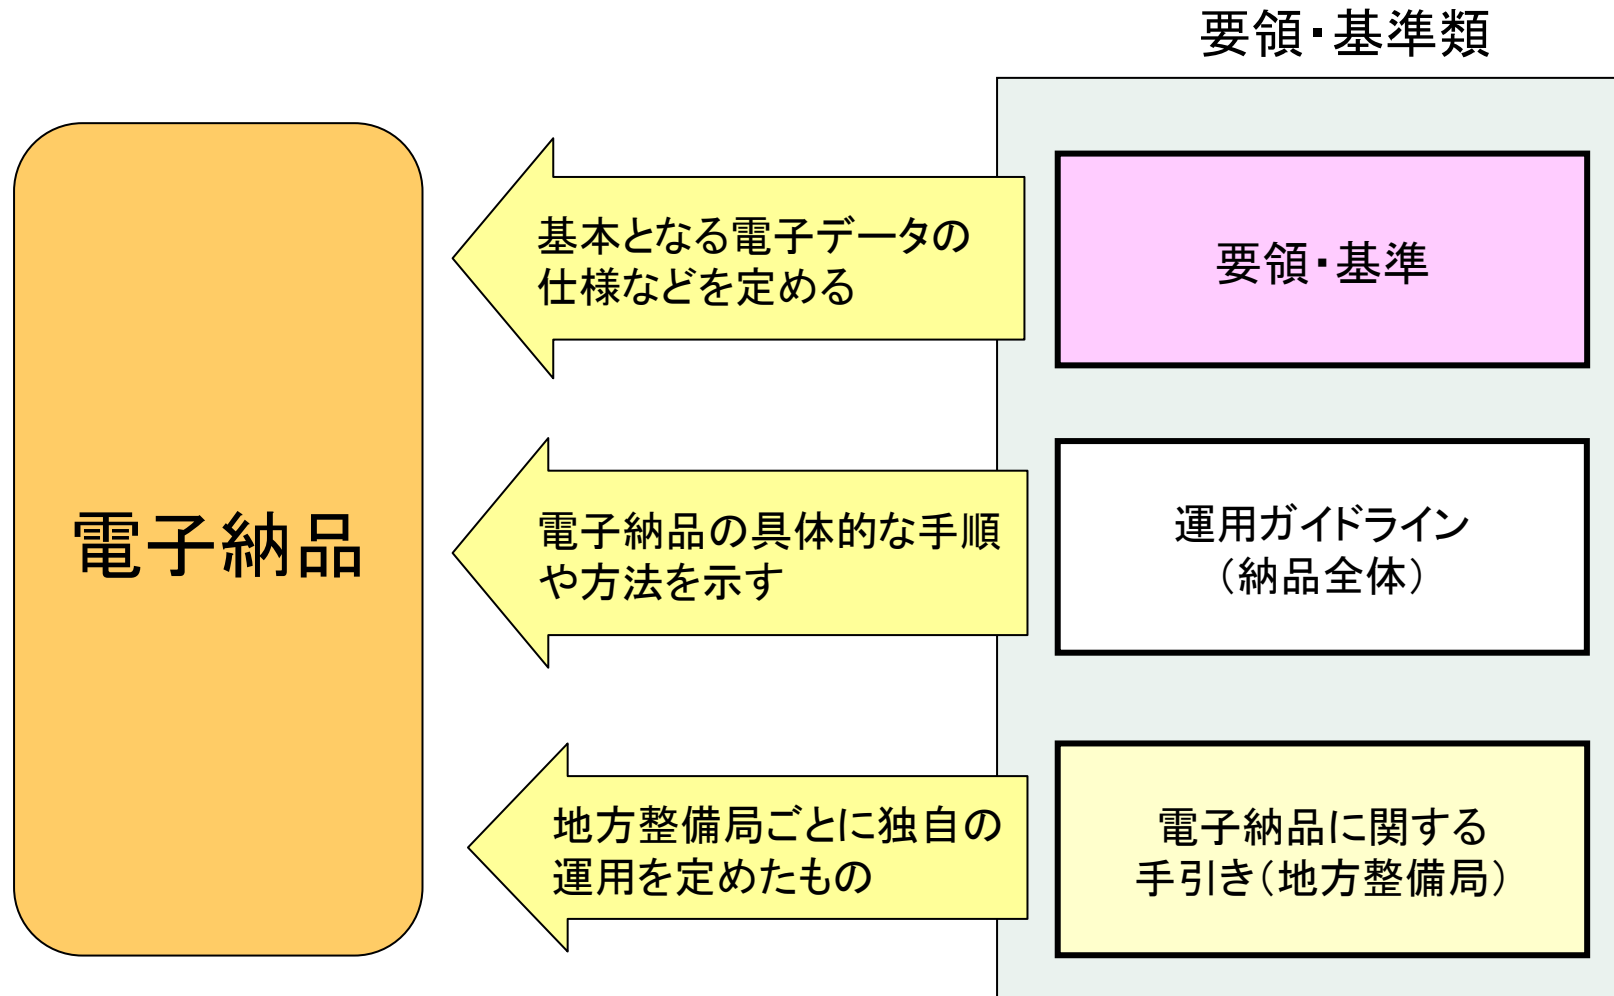 要領・基準類
電子納品
基本となる電子データの
仕様などを定める
要領・基準
電子納品の具体的な手順
や方法を示す
運用ガイドライン
（納品全体）
地方整備局ごとに独自の
運用を定めたもの
電子納品に関する
手引き（地方整備局）